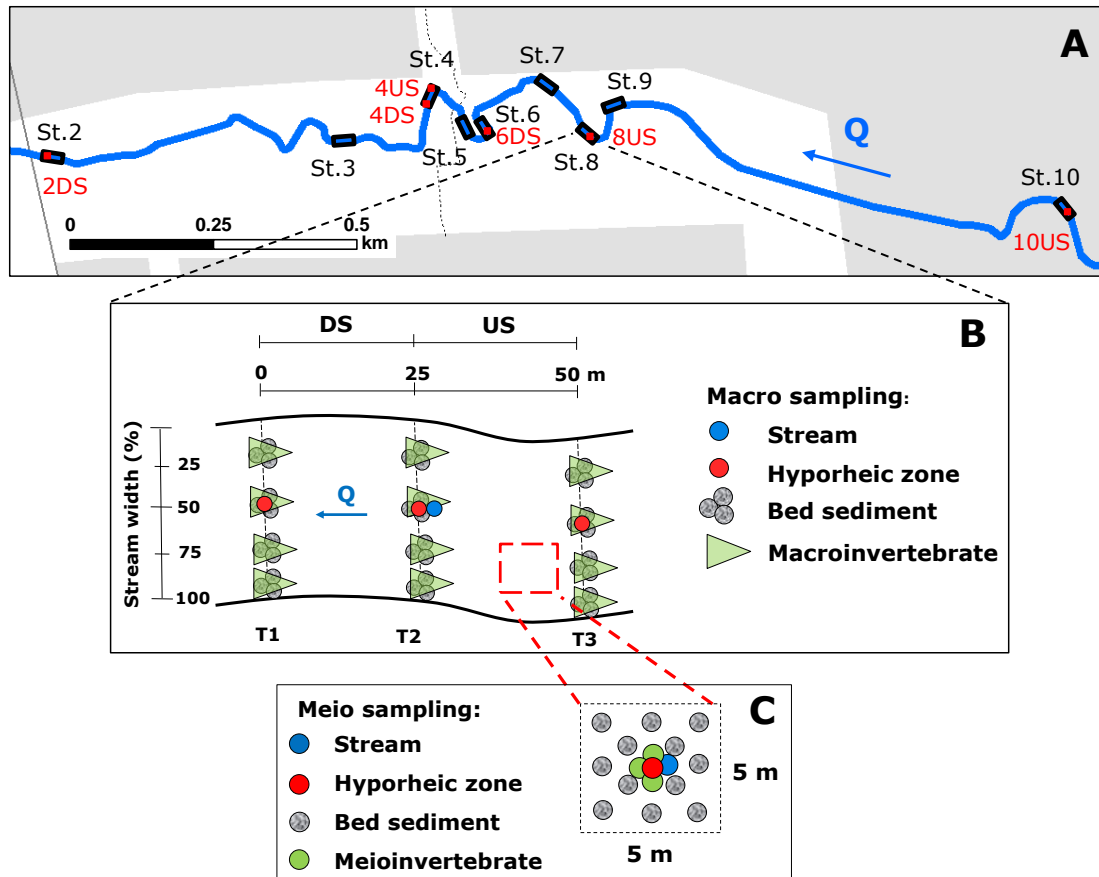 A
St.4
St.7
4US
St.9
4DS
St.6
St.2
6DS
8US
Q
St.5
St.3
St.8
St.10
2DS
0 0.25 0.5
km
10US
B
DS US
0 25 50 m
Macro sampling:
Stream
Hyporheic zone
Bed sediment
Macroinvertebrate
Stream width (%)
25
50
75
100
Q
T1 T2 T3
C
Meio sampling:
Stream
Hyporheic zone
Bed sediment
Meioinvertebrate
5 m
5 m